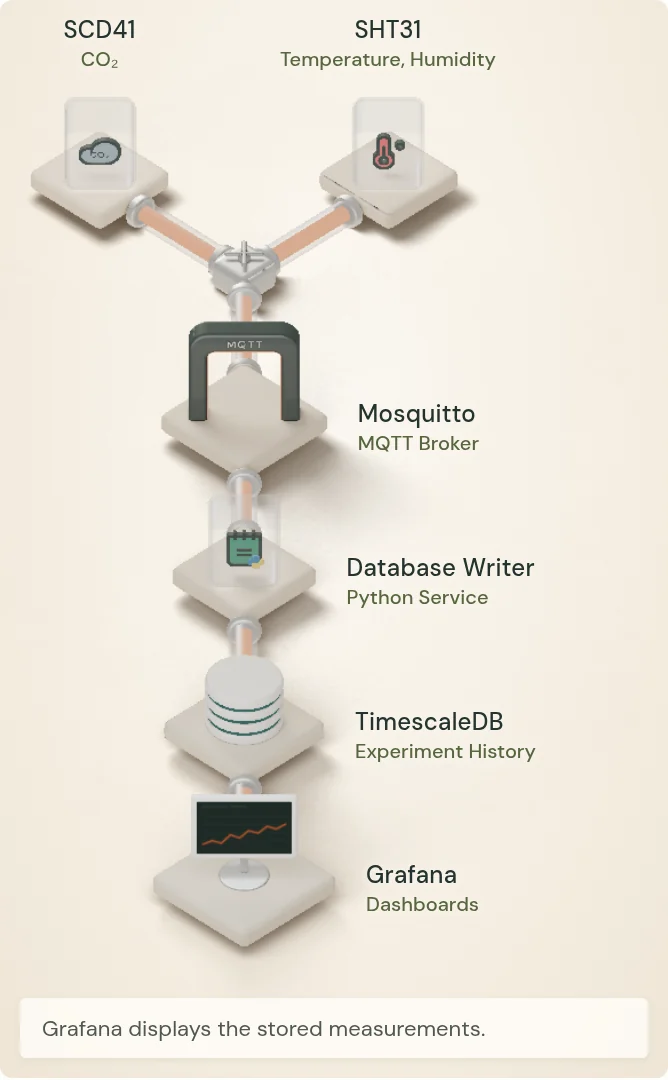 SCD41
CO₂
SHT31
Temperature, Humidity
CO₂
MQTT
Mosquitto
MQTT Broker
Database Writer
Python Service
TimescaleDB
Experiment History
Grafana
Dashboards
Grafana displays the stored measurements.